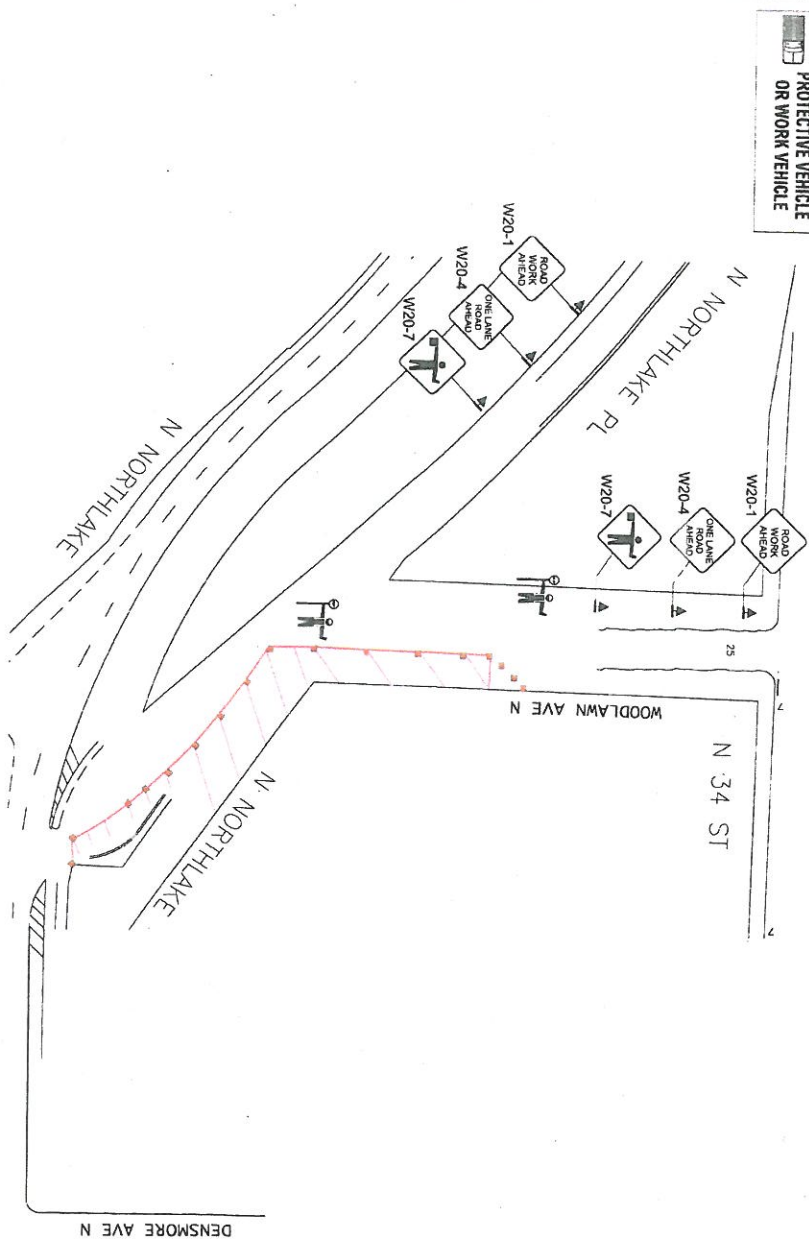 PROTECTIVE VEHICLE
OR WORK VEHICLE
W20-1
ROAD
WORK
AHEAD
W20-4
ONE LANE
ROAD
AHEAD
W20-7
N NORTHLAKE PL
W20-1
ROAD
WORK
AHEAD
W20-4
ONE LANE
ROAD
AHEAD
W20-7
N NORTHLAKE
25
7
WOODLAWN AVE N
N 34 ST
N NORTHLAKE
7
DENSMORE AVE N